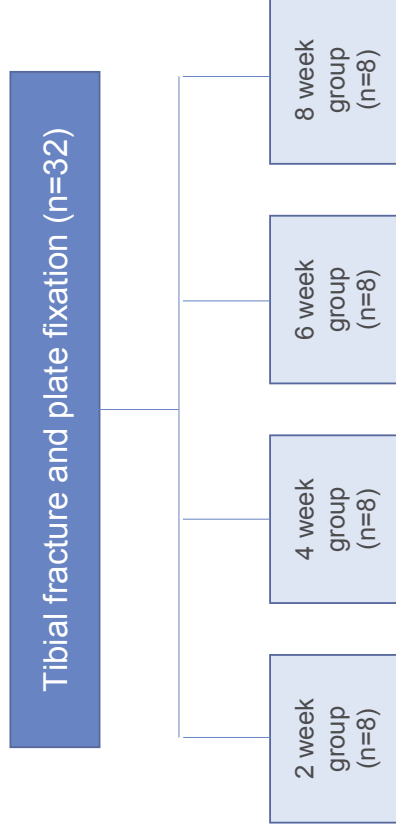 Tibial fracture and plate fixation (n=32)
2 week
group
(n=8)
4 week
group
(n=8)
6 week
group
(n=8)
8 week
group
(n=8)